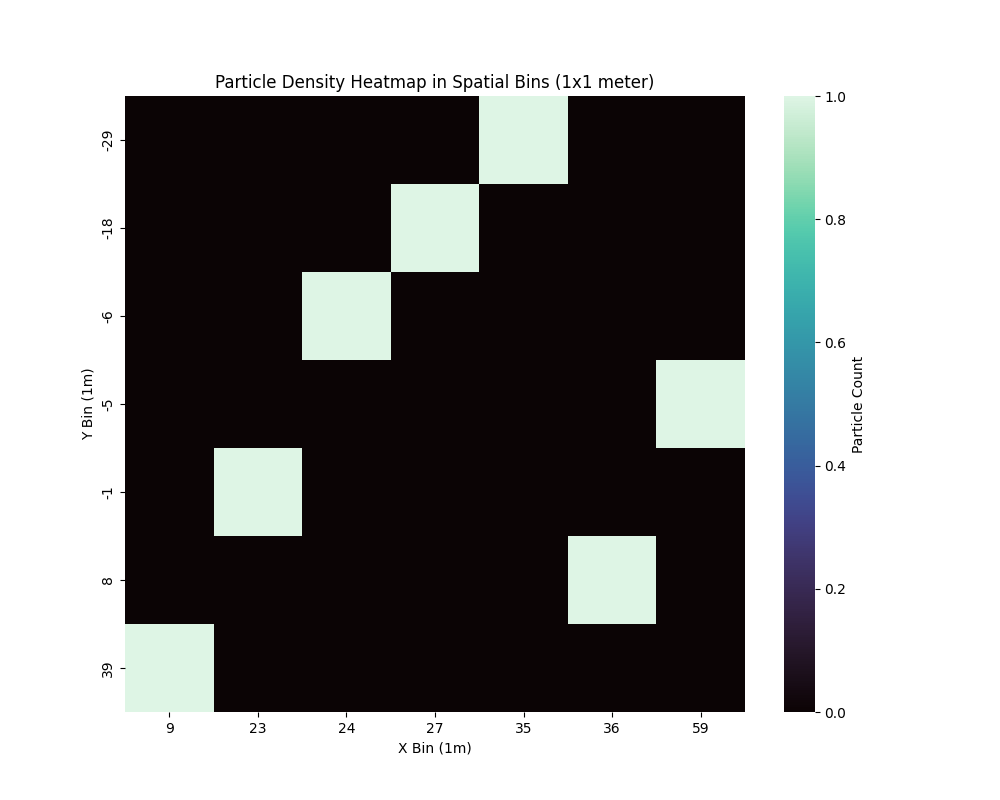 Particle Density Heatmap in Spatial Bins (1x1 meter)
Y Bin (1m)
-29
-18
-6
-5
-1
8
39
9 23 24 27 35 36 59
X Bin (1m)
1.0
0.8
0.6
0.4
0.2
0.0
Particle Count